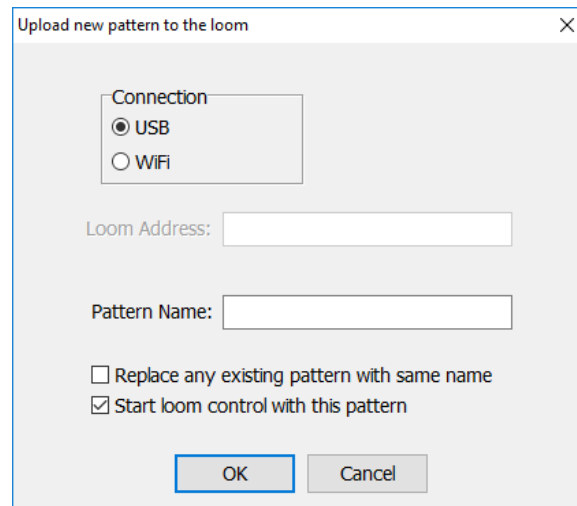 Upload new pattern to the loom
Connection
USB
WiFi
Loom Address:
Pattern Name:
Replace any existing pattern with same name
Start loom control with this pattern
OK Cancel